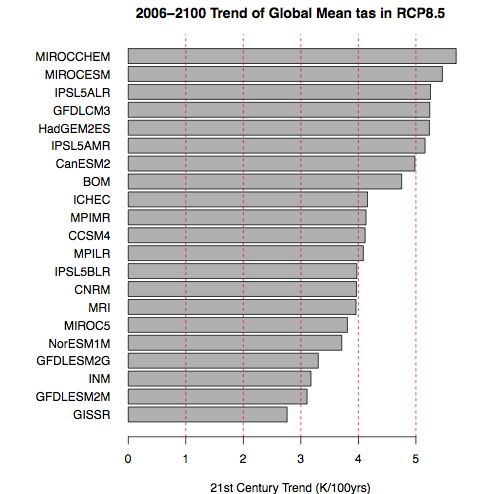 2006–2100 Trend of Global Mean tas in RCP8.5
MIROCCHEM
MIROCESM
IPSL5ALR
GFDLCM3
HadGEM2ES
IPSL5AMR
CanESM2
BOM
ICHEC
MPIMR
CCSM4
MPILR
IPSL5BLR
CNRM
MRI
MIROC5
NorESM1M
GFDLESM2G
INM
GFDLESM2M
GISSR
0 1 2 3 4 5
21st Century Trend (K/100yrs)